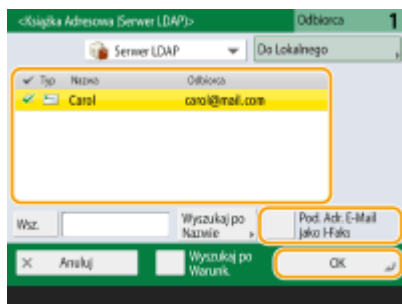 <Książka Adresowa (Serwer LDAP)>
Odbiorca 1
Serwer LDAP
Do Lokalnego
Typ Nazwa Odbiorca
Carol carol@mail.com
Wsz.
Wyszukaj po
Nazwie
Pod. Adr. E-Mail
jako I-Faks
Anuluj
Wyszukaj po
Warunk.
OK